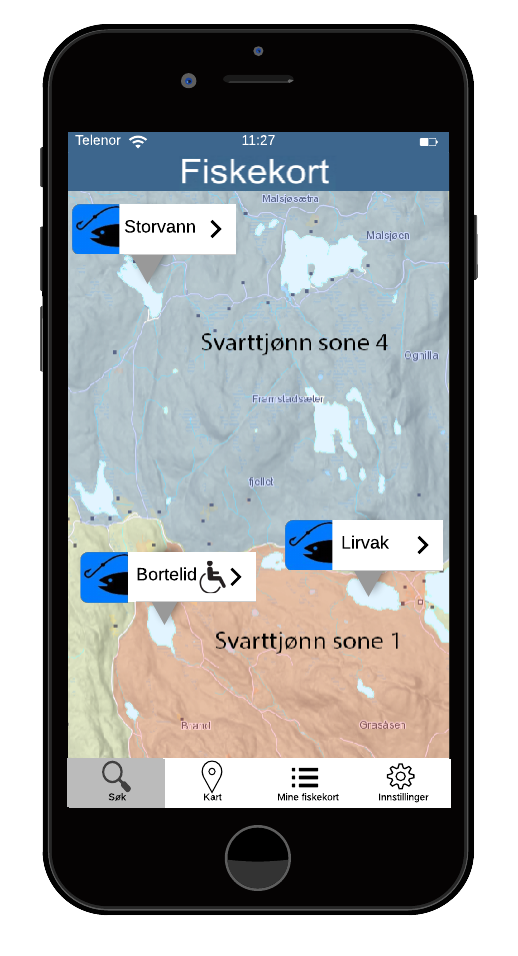 Telenor 11:27
Fiskekort
Malsjøsætra
Storvann
Malsjøen
Svarttjønn sone 4
Ognilla
Framstadsæter
fjellet
Lirvak
Bortelid
Svarttjønn sone 1
Braand
Grasåsen
Søk Kart Mine fiskekort Innstillinger